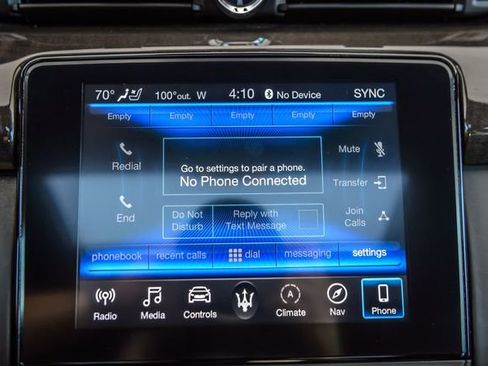 70° 100°out. W 4:10 No Device SYNC
Empty Empty Empty Empty Empty
Redial
Go to settings to pair a phone.
No Phone Connected
Mute
Transfer
End
Do Not
Disturb
Reply with
Text Message
Join
Calls
phonebook recent calls dial messaging settings
Radio Media Controls Climate Nav Phone